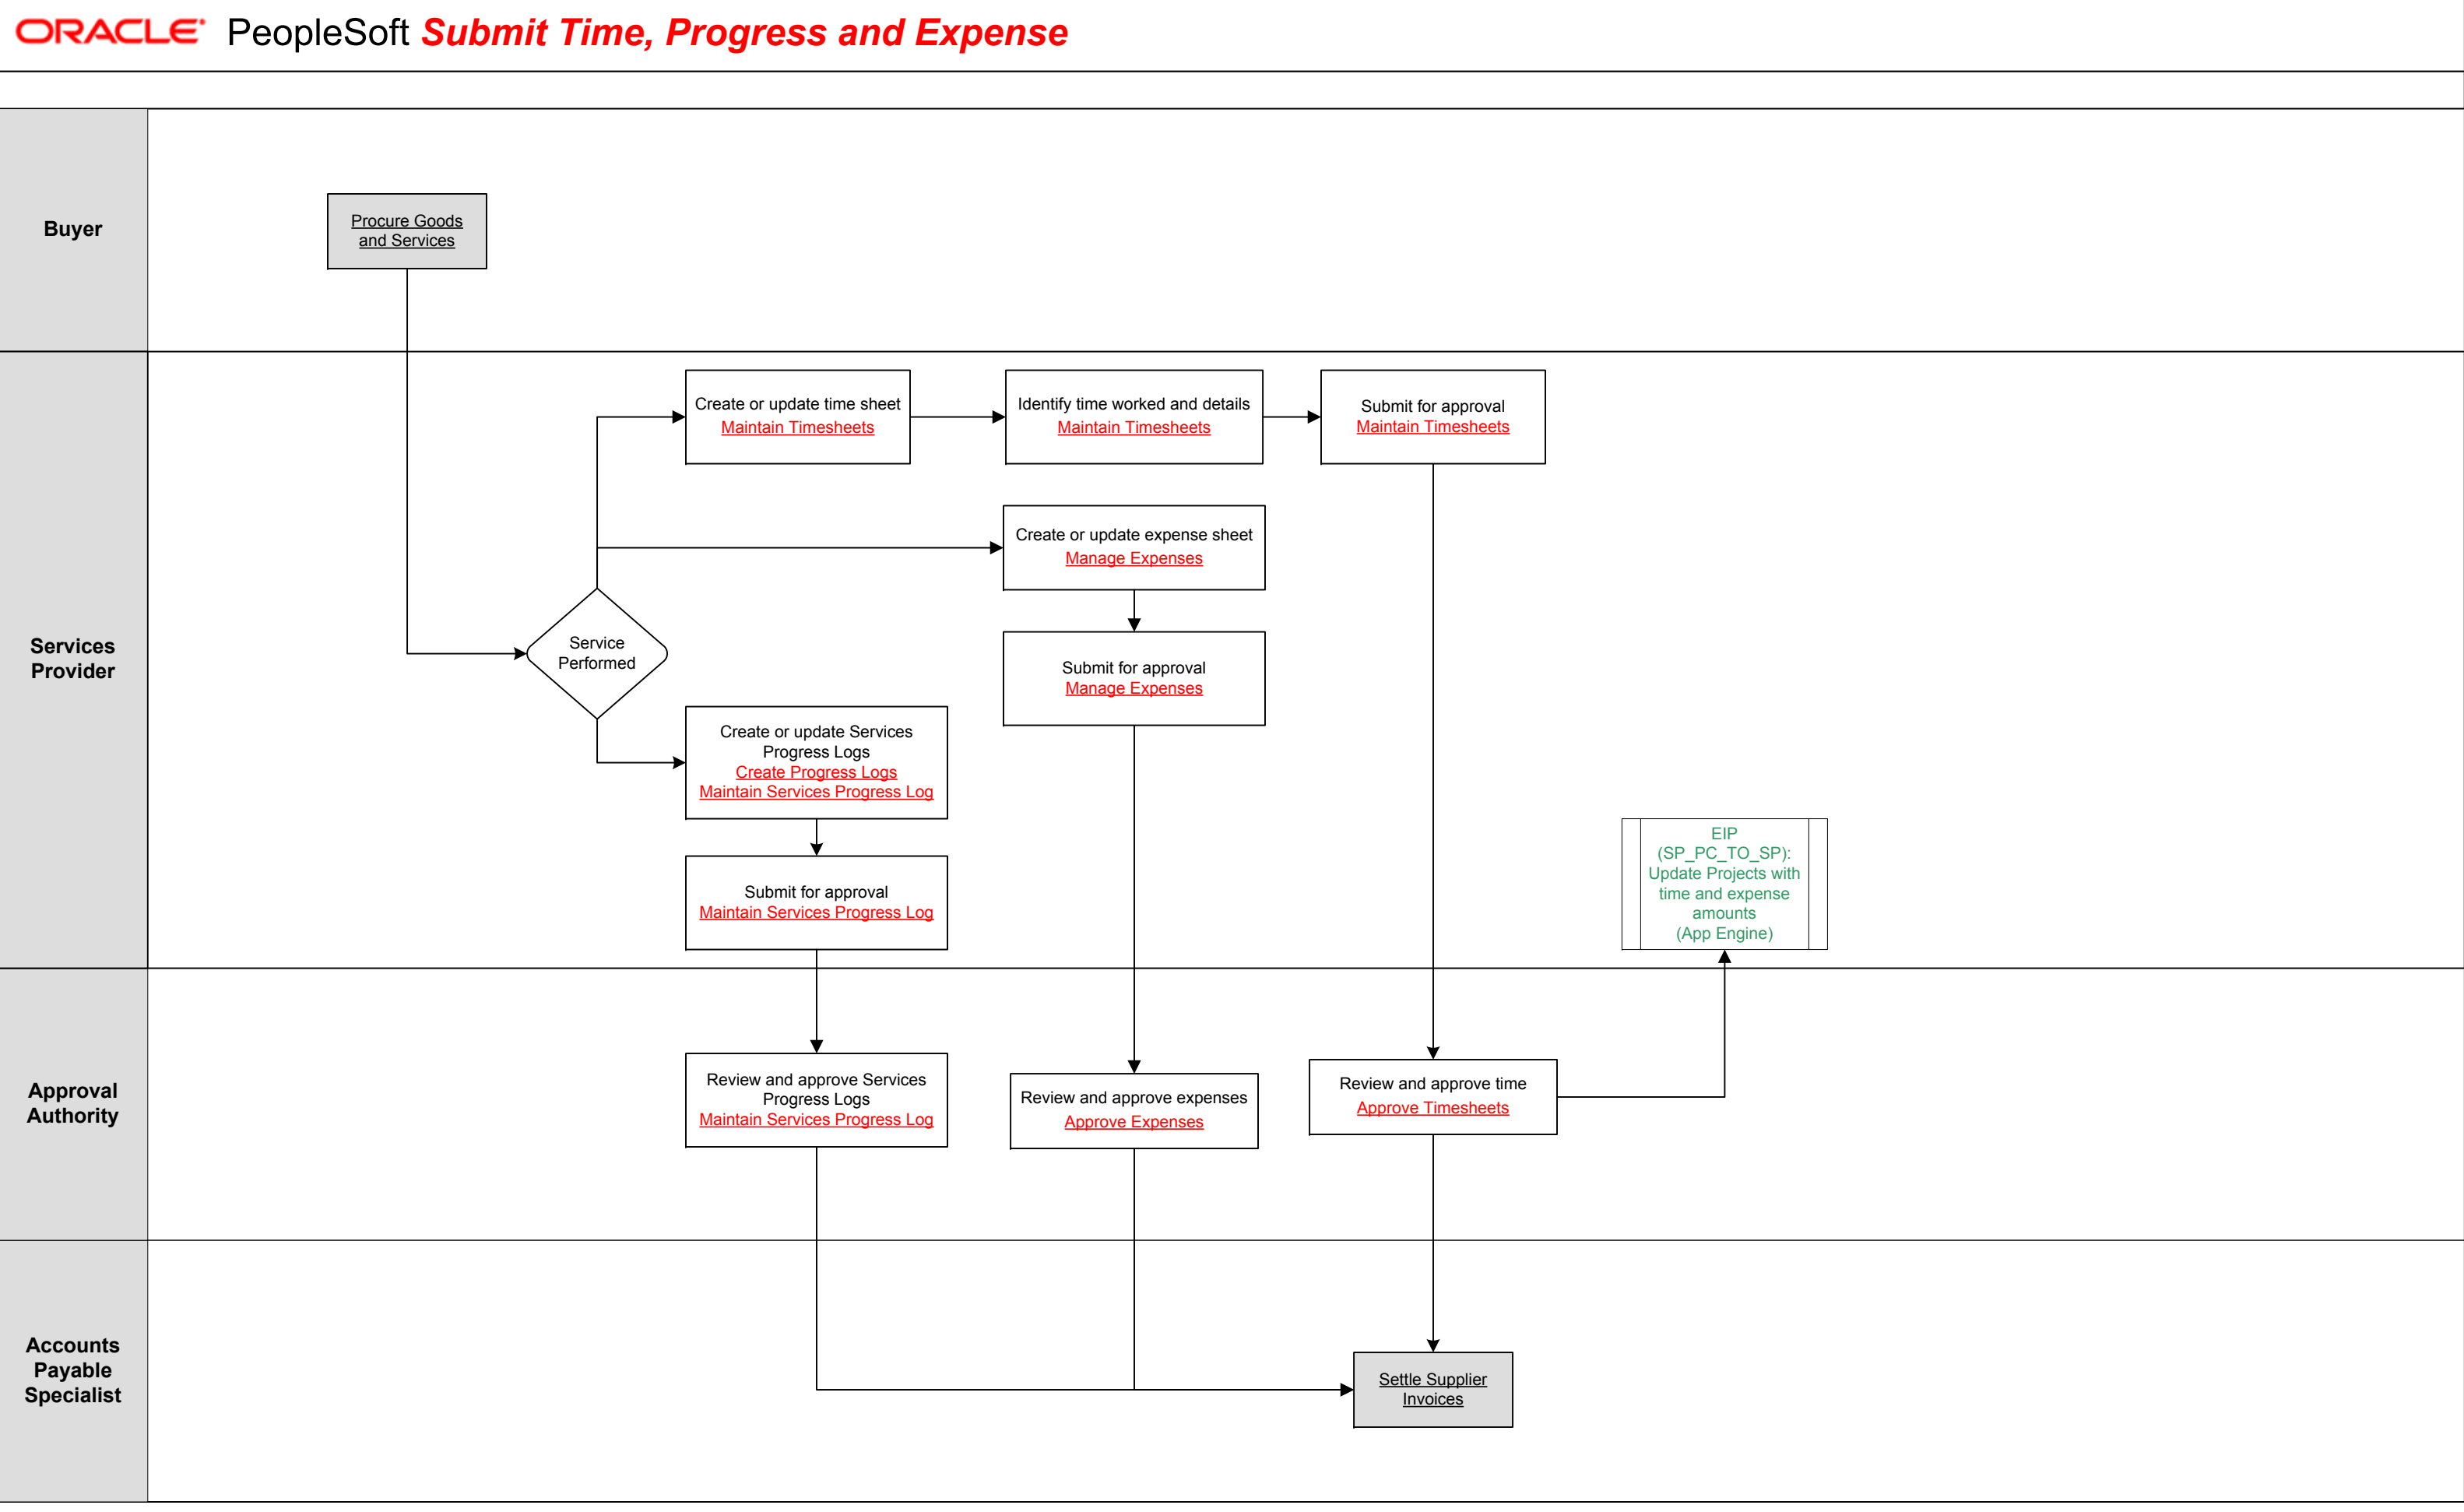 ORACLE PeopleSoft Submit Time, Progress and Expense
Buyer
Procure Goods
and Services
Services
Provider
Create or update time sheet
Maintain Timesheets
Identify time worked and details
Maintain Timesheets
Submit for approval
Maintain Timesheets
Create or update expense sheet
Manage Expenses
Service
Performed
Submit for approval
Manage Expenses
Create or update Services
Progress Logs
Create Progress Logs
Maintain Services Progress Log
Submit for approval
Maintain Services Progress Log
EIP
(SP_PC_TO_SP):
Update Projects with
time and expense
amounts
(App Engine)
Approval
Authority
Review and approve Services
Progress Logs
Maintain Services Progress Log
Review and approve expenses
Approve Expenses
Review and approve time
Approve Timesheets
Accounts
Payable
Specialist
Settle Supplier
Invoices